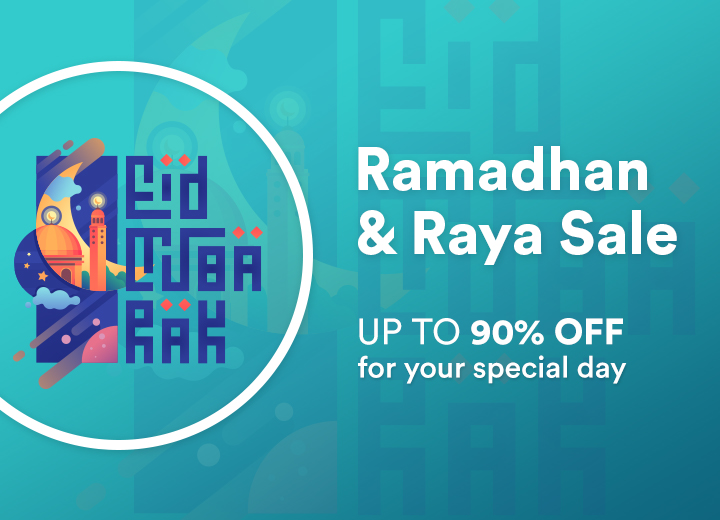 Eid
Muba
rak
Ramadhan
& Raya Sale
UP TO 90% OFF
for your special day